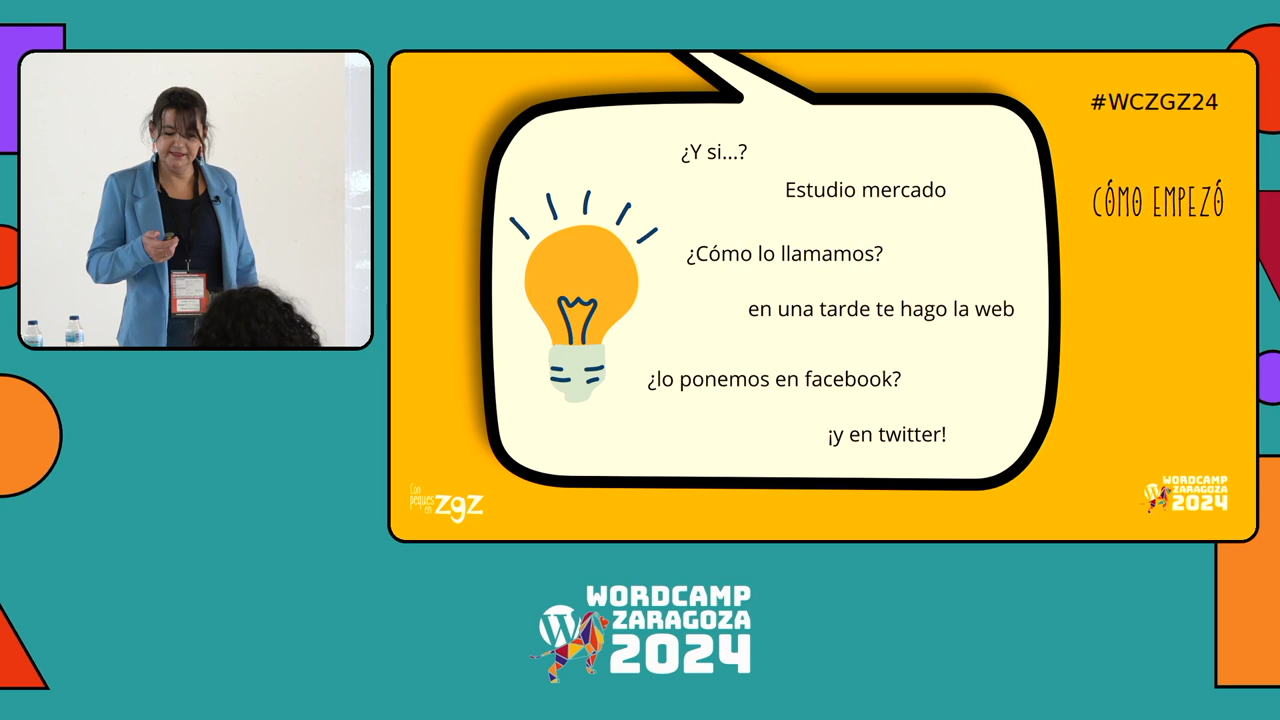 #WCZGZ24
CÓMO EMPEZÓ
¿Y si...?
Estudio mercado
¿Cómo lo llamamos?
en una tarde te hago la web
¿lo ponemos en facebook?
¡y en twitter!
Con
peques
en
ZGZ
WORDCAMP
ZARAGOZA
2024
WORDCAMP
ZARAGOZA
2024